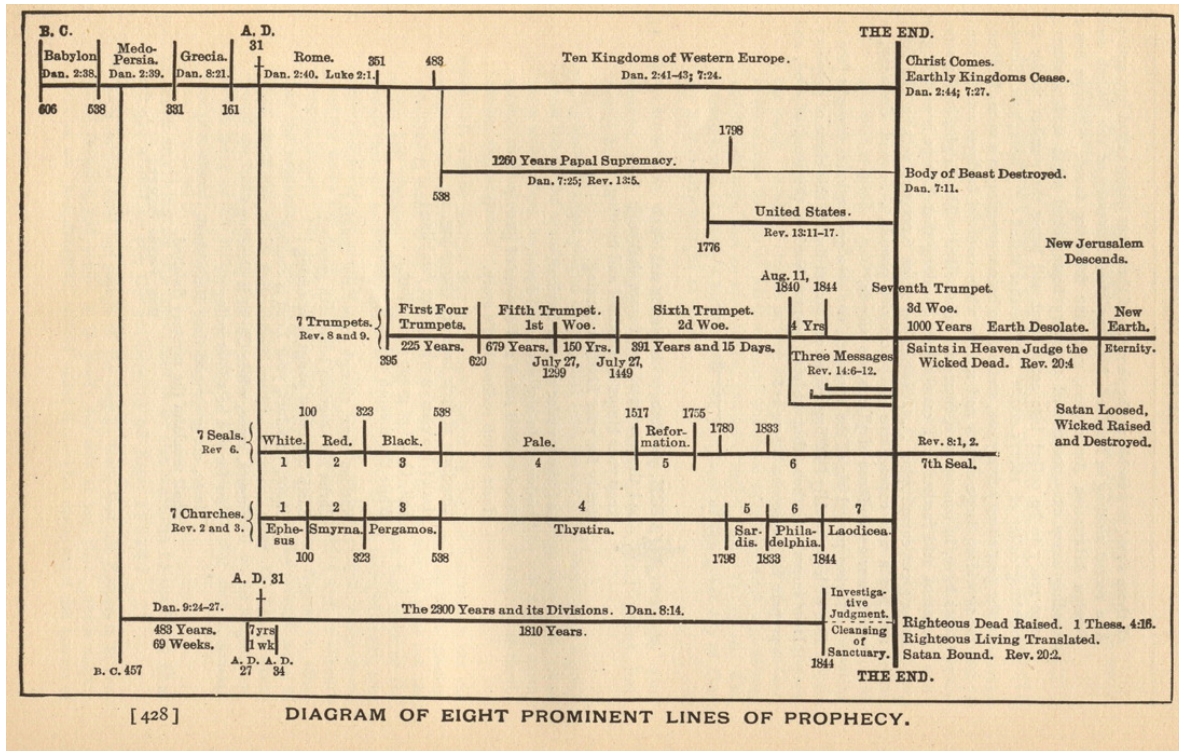 B. C.
A. D.
31
THE END.
Babylon
Dan. 2:38.
Medo-
Persia.
Dan. 2:39.
Grecia.
Dan. 8:21.
Rome.
Dan. 2:40. Luke 2:1.
351
483
Ten Kingdoms of Western Europe.
Dan. 2:41-43; 7:24.
Christ Comes.
Earthly Kingdoms Cease.
Dan. 2:44; 7:27.
606
538
331
161
1798
1260 Years Papal Supremacy.
Dan. 7:25; Rev. 13:5.
538
Body of Beast Destroyed.
Dan. 7:11.
United States.
Rev. 13:11-17.
1776
New Jerusalem
Descends.
7 Trumpets.
Rev. 8 and 9.
First Four
Trumpets.
225 Years.
Fifth Trumpet.
1st Woe.
679 Years.
150 Yrs.
Sixth Trumpet.
2d Woe.
391 Years and 15 Days.
Aug. 11,
1840
1844
4 Yrs
Seventh Trumpet.
3d Woe.
1000 Years Earth Desolate.
New
Earth.
Eternity.
395
620
July 27,
1299
July 27,
1449
Three Messages
Rev. 14:6-12.
Saints in Heaven Judge the
Wicked Dead. Rev. 20:4
Satan Loosed,
Wicked Raised
and Destroyed.
7 Seals.
Rev 6.
100
323
538
1517
1755
1780
1833
White.
Red.
Black.
Pale.
Refor-
mation.
1
2
3
4
5
6
Rev. 8:1, 2.
7th Seal.
7 Churches.
Rev. 2 and 3.
1
2
3
4
5
6
7
Ephe-
sus
Smyrna.
Pergamos.
Thyatira.
Sar-
dis.
Phila-
delphia.
Laodicea.
100
323
538
1798
1833
1844
A. D. 31
Dan. 9:24-27.
The 2300 Years and its Divisions. Dan. 8:14.
Investiga-
tive
Judgment.
483 Years.
69 Weeks.
7 yrs
1 wk
1810 Years.
Cleansing
of
Sanctuary.
Righteous Dead Raised. 1 Thess. 4:16.
Righteous Living Translated.
Satan Bound. Rev. 20:2.
B. C. 457
A. D.
27
A. D.
34
1844
THE END.
[428]
DIAGRAM OF EIGHT PROMINENT LINES OF PROPHECY.